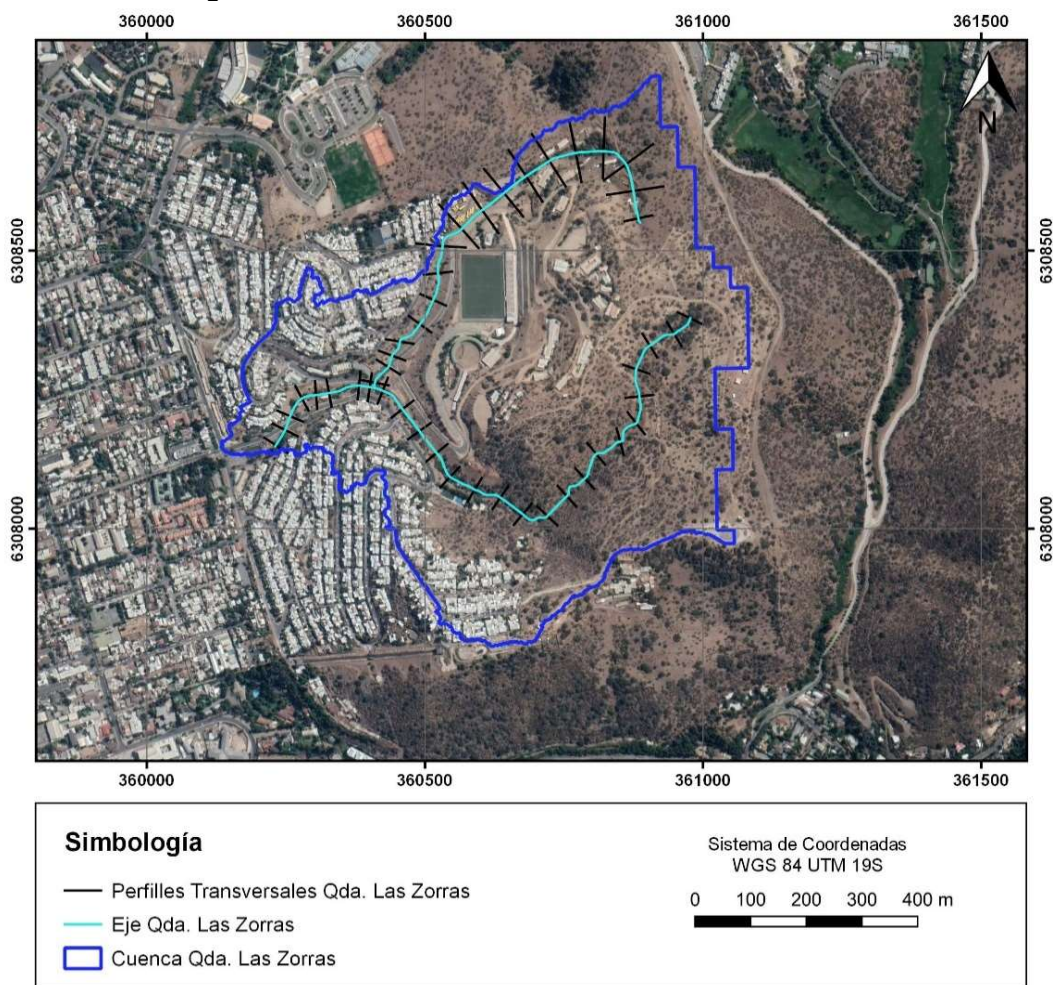 360000 360500 361000 361500
6308500 6308500
6308000 6308000
N
360000 360500 361000 361500
Simbología
Perfilles Transversales Qda. Las Zorras
Eje Qda. Las Zorras
Cuenca Qda. Las Zorras
Sistema de Coordenadas
WGS 84 UTM 19S
0 100 200 300 400 m